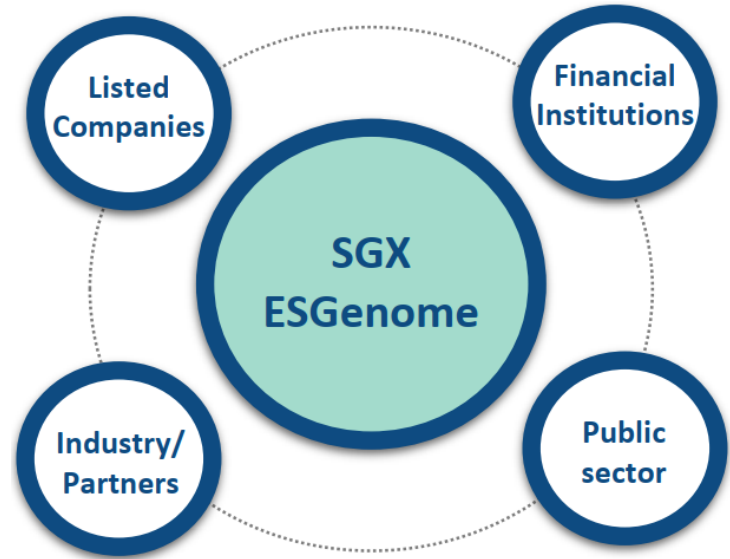 Listed
Companies
Financial
Institutions
SGX
ESGenome
Industry/
Partners
Public
sector